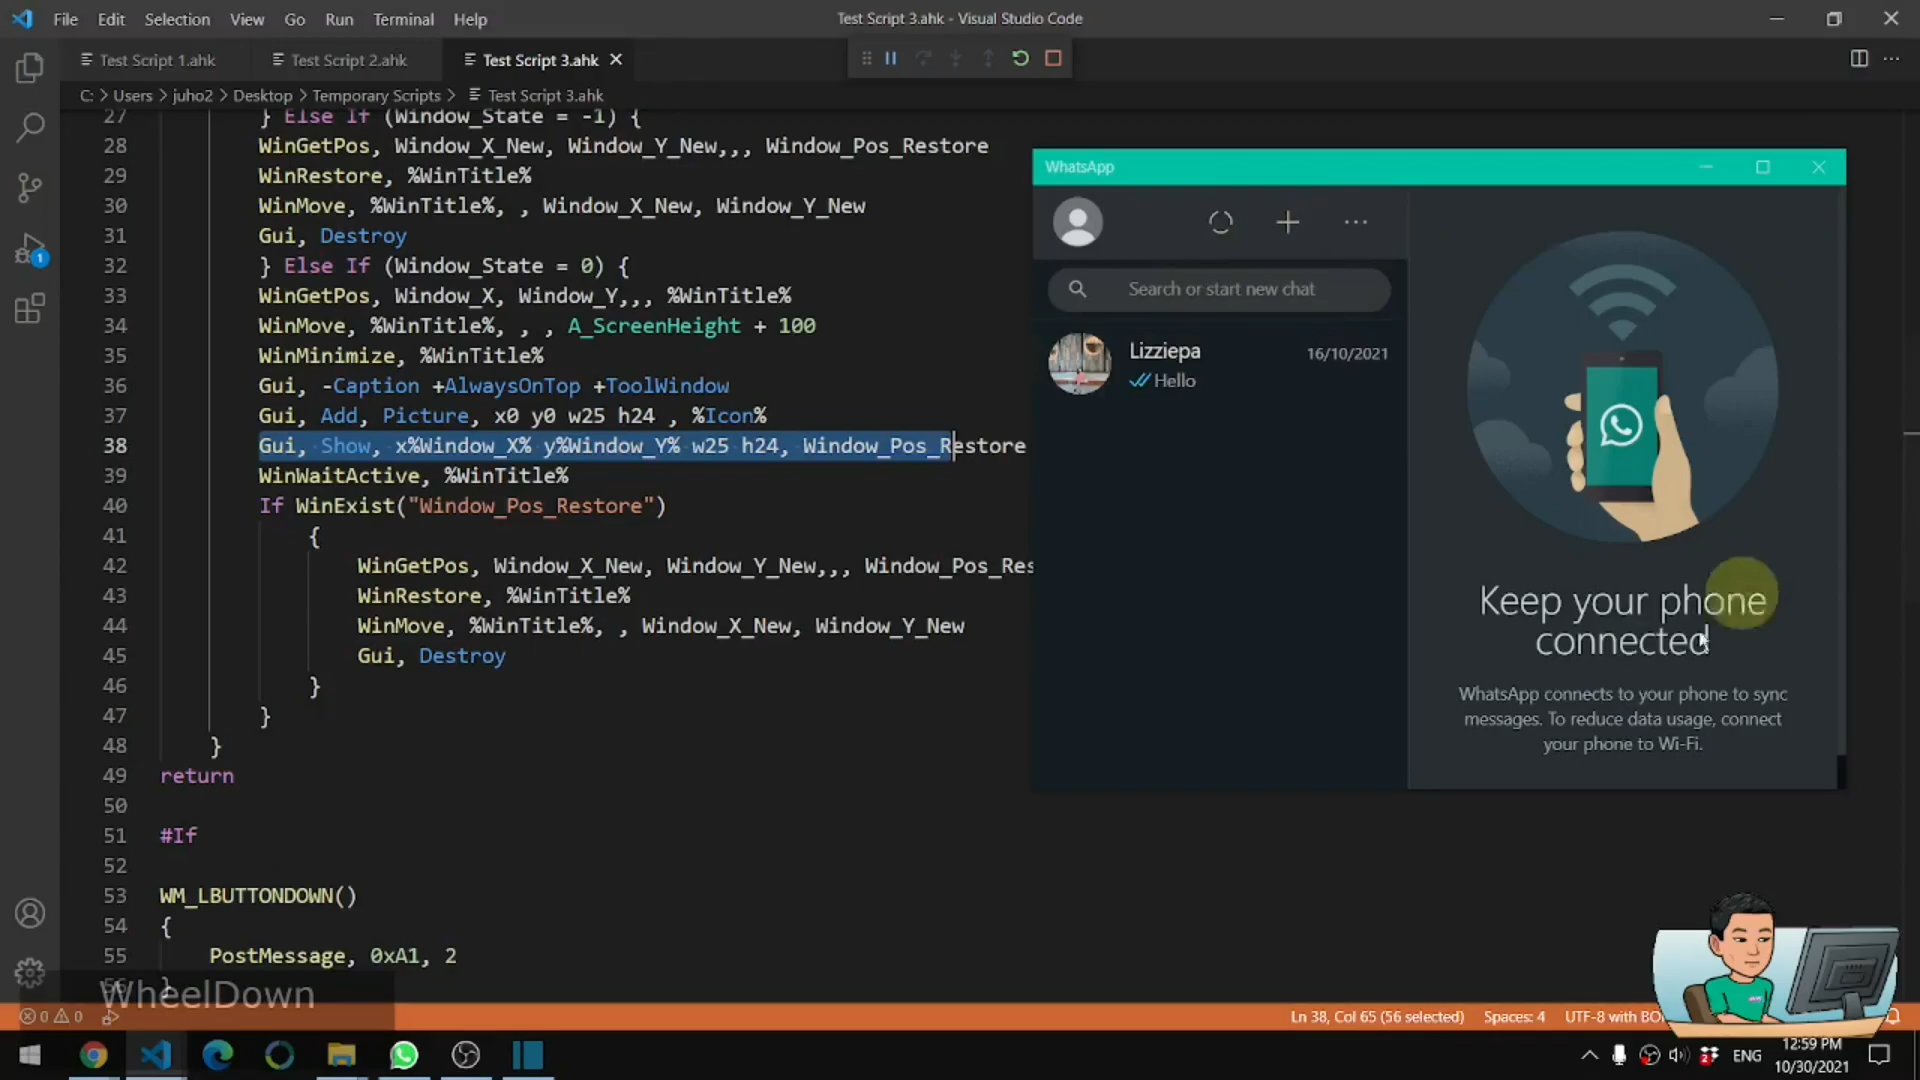 File Edit Selection View Go Run Terminal Help
Test Script 3.ahk - Visual Studio Code
Test Script 1.ahk
Test Script 2.ahk
Test Script 3.ahk
C: > Users > juho2 > Desktop > Temporary Scripts > Test Script 3.ahk
27 } Else If (Window_State = -1) {
28 WinGetPos, Window_X_New, Window_Y_New,,, Window_Pos_Restore
29 WinRestore, %WinTitle%
30 WinMove, %WinTitle%, , Window_X_New, Window_Y_New
31 Gui, Destroy
32 } Else If (Window_State = 0) {
33 WinGetPos, Window_X, Window_Y,,, %WinTitle%
34 WinMove, %WinTitle%, , , A_ScreenHeight + 100
35 WinMinimize, %WinTitle%
36 Gui, -Caption +AlwaysOnTop +ToolWindow
37 Gui, Add, Picture, x0 y0 w25 h24 , %Icon%
38 Gui, Show, x%Window_X% y%Window_Y% w25 h24, Window_Pos_Restore
39 WinWaitActive, %WinTitle%
40 If WinExist("Window_Pos_Restore")
41 {
42 WinGetPos, Window_X_New, Window_Y_New,,, Window_Pos_Res
43 WinRestore, %WinTitle%
44 WinMove, %WinTitle%, , Window_X_New, Window_Y_New
45 Gui, Destroy
46 }
47 }
48 }
49 return
50
51 #If
52
53 WM_LBUTTONDOWN()
54 {
55 PostMessage, 0xA1, 2
56 }
WhatsApp
Search or start new chat
Lizziepa 16/10/2021
Hello
Keep your phone
connected
WhatsApp connects to your phone to sync
messages. To reduce data usage, connect
your phone to Wi-Fi.
1
WheelDown
0 0
Ln 38, Col 65 (56 selected) Spaces: 4 UTF-8 with BO
ENG
12:59 PM
10/30/2021